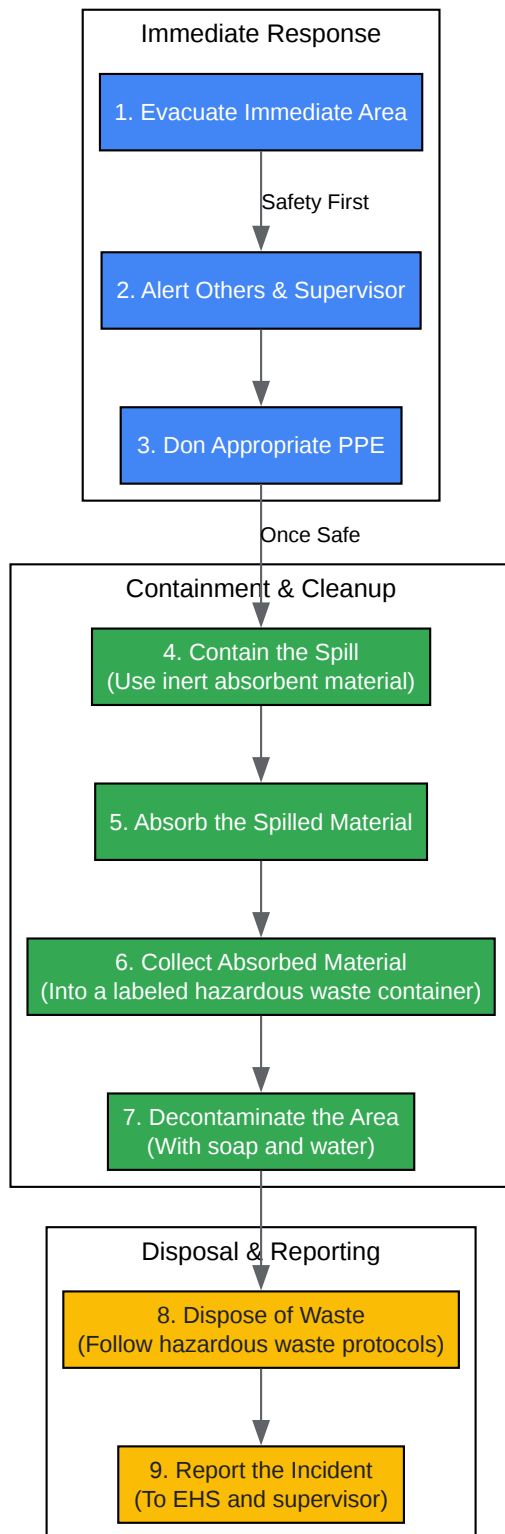 Immediate Response
1. Evacuate Immediate Area
Safety First
2. Alert Others & Supervisor
3. Don Appropriate PPE
Once Safe
Containment & Cleanup
4. Contain the Spill
(Use inert absorbent material)
5. Absorb the Spilled Material
6. Collect Absorbed Material
(Into a labeled hazardous waste container)
7. Decontaminate the Area
(With soap and water)
Disposal & Reporting
8. Dispose of Waste
(Follow hazardous waste protocols)
9. Report the Incident
(To EHS and supervisor)